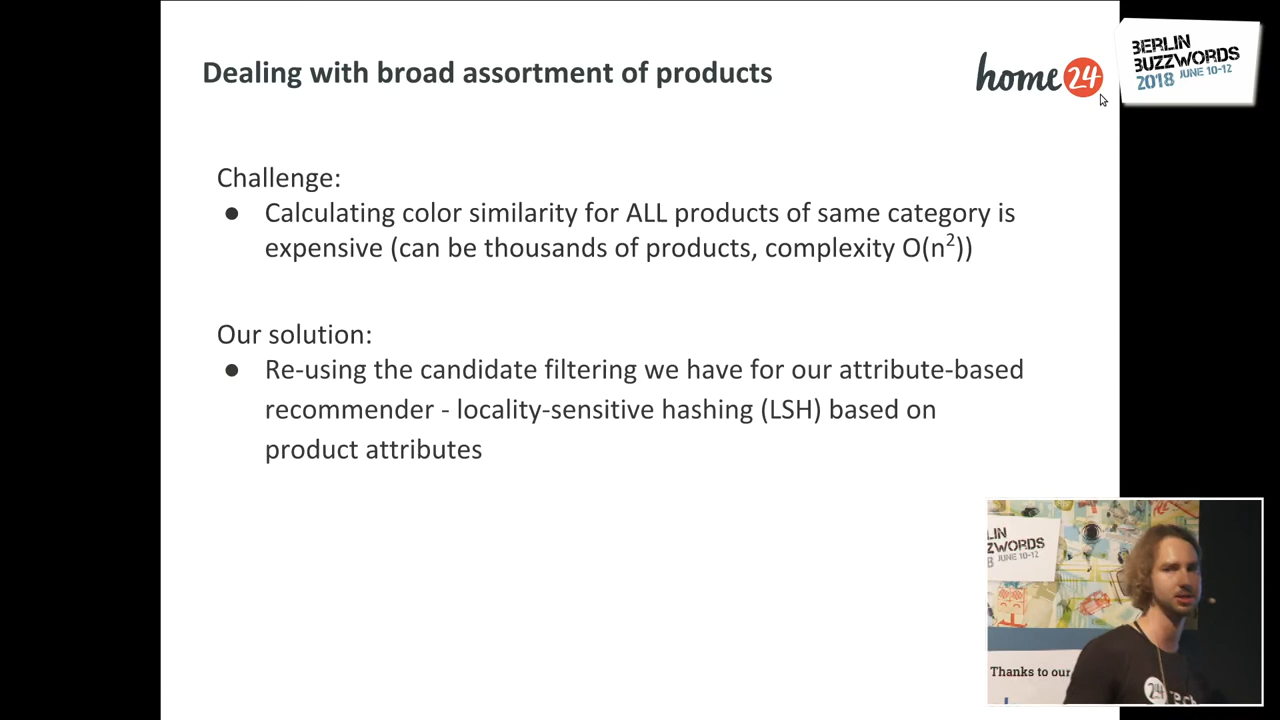 Dealing with broad assortment of products
home24
BERLIN
BUZZWORDS
2018 JUNE 10-12
Challenge:
● Calculating color similarity for ALL products of same category is
expensive (can be thousands of products, complexity O(n²))
Our solution:
● Re-using the candidate filtering we have for our attribute-based
recommender - locality-sensitive hashing (LSH) based on
product attributes
LIN
ZWORDS
8 JUNE 10-12
Thanks to our
24